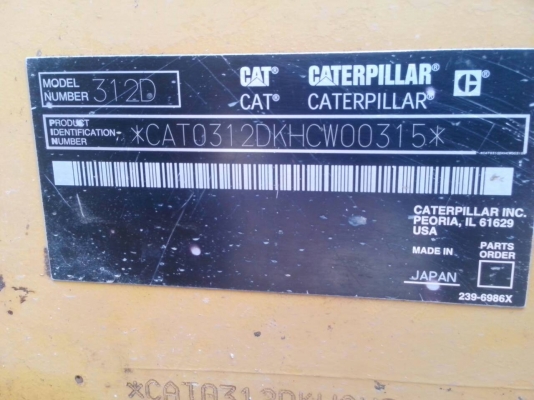 MODEL NUMBER 312D
CAT CATERPILLAR C
CAT® CATERPILLAR®
PRODUCT IDENTIFICATION NUMBER *CAT0312DKHCW00315*
CATERPILLAR INC.
PEORIA, IL 61629
USA
MADE IN PARTS ORDER
JAPAN
239-6986X